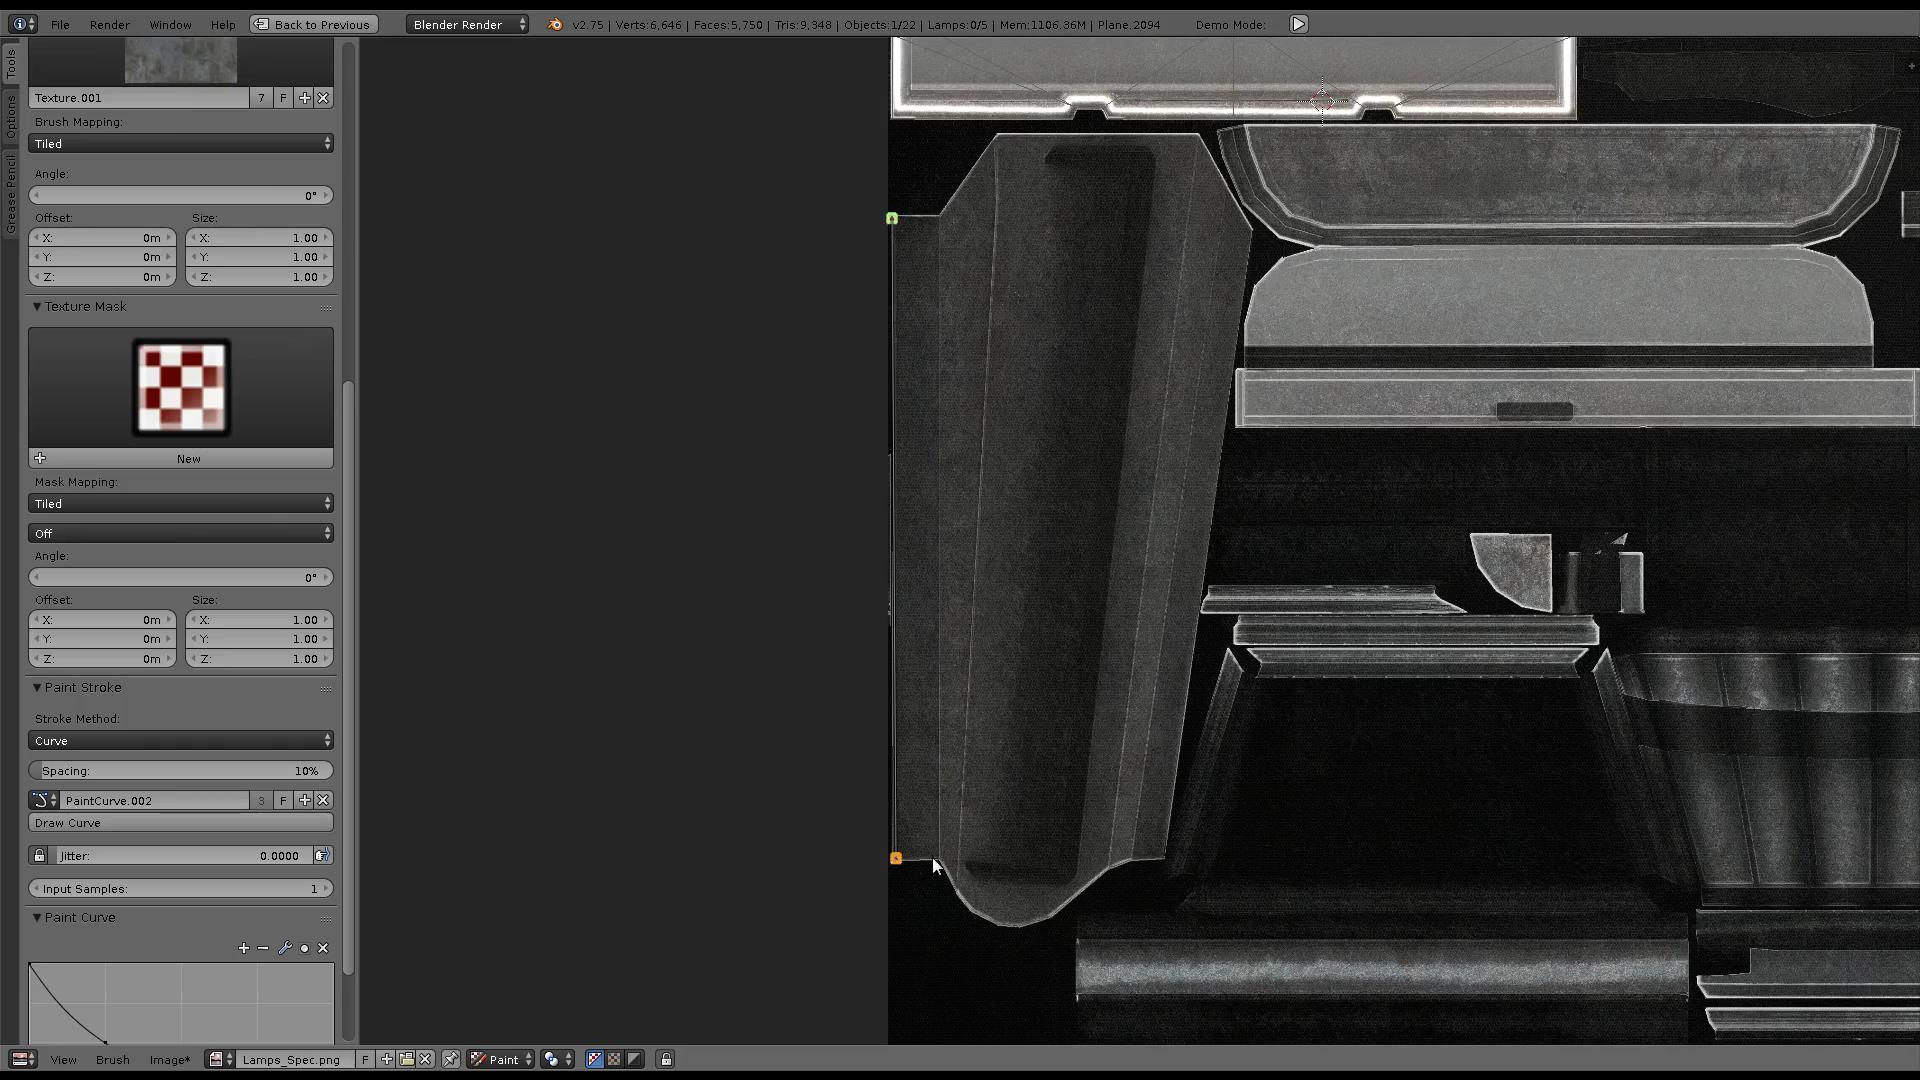 File Render Window Help Back to Previous Blender Render v2.75 | Verts:6,646 | Faces:5,750 | Tris:9,348 | Objects:1/22 | Lamps:0/5 | Mem:1106.36M | Plane.2094 Demo Mode:
Tools
Options
Grease Pencil
Texture.001 7 F
Brush Mapping:
Tiled
Angle:
0°
Offset: Size:
X: 0m X: 1.00
Y: 0m Y: 1.00
Z: 0m Z: 1.00
Texture Mask
New
Mask Mapping:
Tiled
Off
Angle:
0°
Offset: Size:
X: 0m X: 1.00
Y: 0m Y: 1.00
Z: 0m Z: 1.00
Paint Stroke
Stroke Method:
Curve
Spacing: 10%
PaintCurve.002 3 F
Draw Curve
Jitter: 0.0000
Input Samples: 1
Paint Curve
View Brush Image* Lamps_Spec.png F Paint